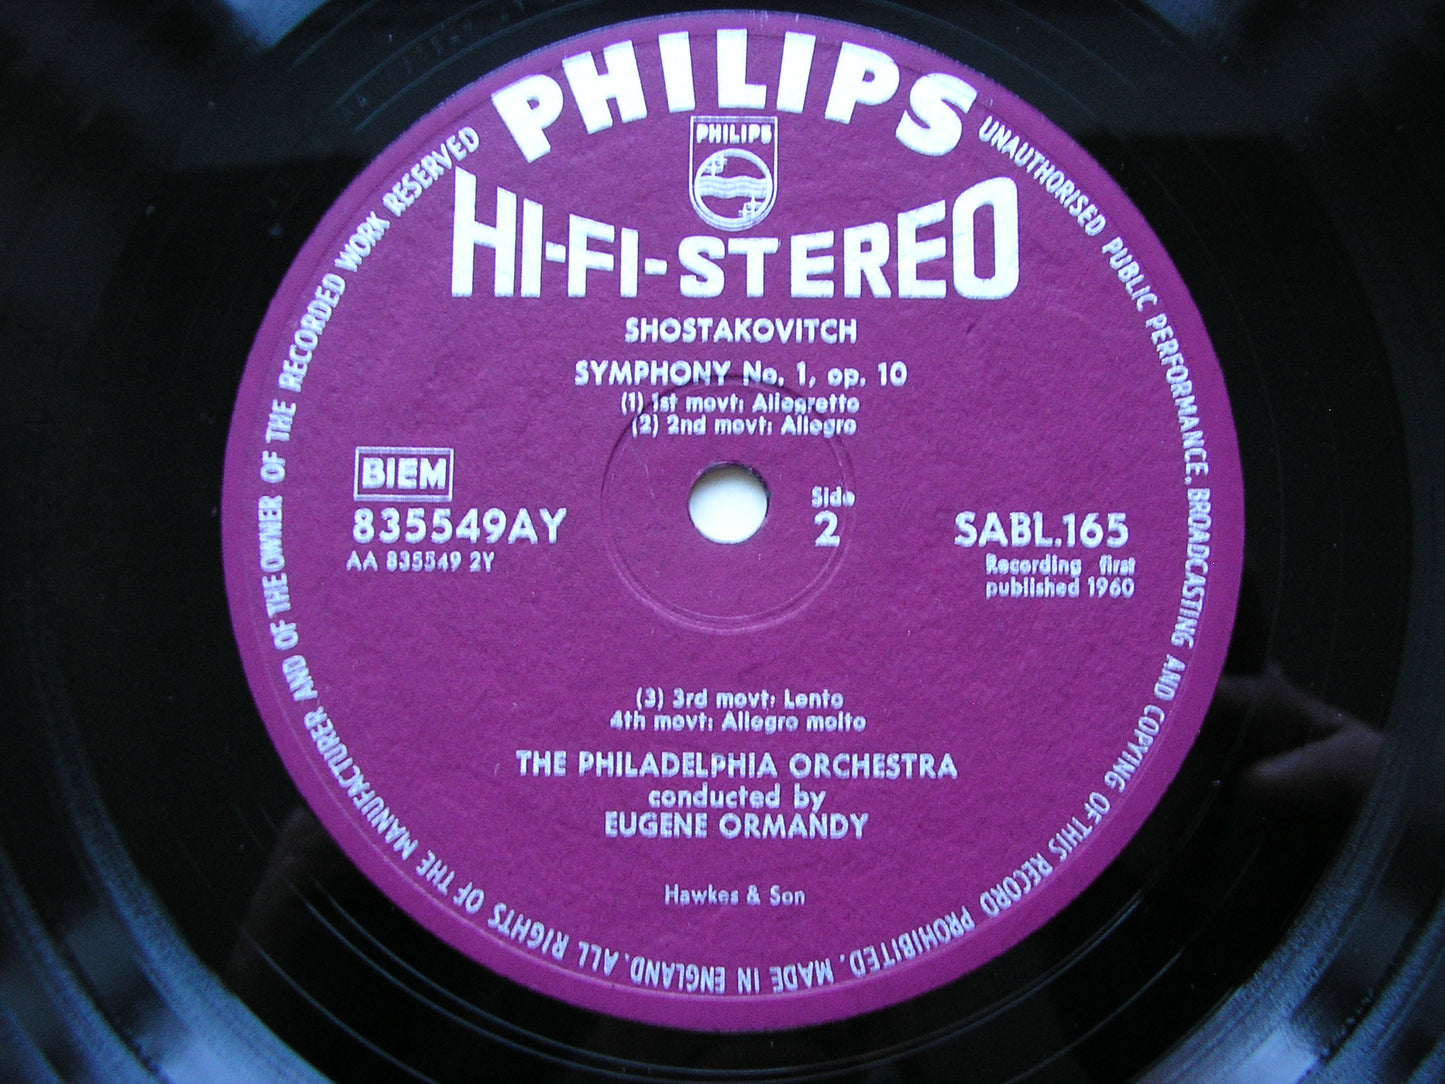 PHILIPS
PHILIPS
HI-FI-STEREO
SHOSTAKOVITCH
SYMPHONY No. 1, op. 10
(1) 1st movt: Allegretto
(2) 2nd movt: Allegro
BIEM
835549AY
AA 835549 2Y
Side
2
SABL.165
Recording first
published 1960
(3) 3rd movt: Lento
4th movt: Allegro molto
THE PHILADELPHIA ORCHESTRA
conducted by
EUGENE ORMANDY
Hawkes & Son
ALL RIGHTS OF THE MANUFACTURER AND OF THE OWNER OF THE RECORDED WORK RESERVED
UNAUTHORISED PUBLIC PERFORMANCE, BROADCASTING AND COPYING OF THIS RECORD PROHIBITED. MADE IN ENGLAND.